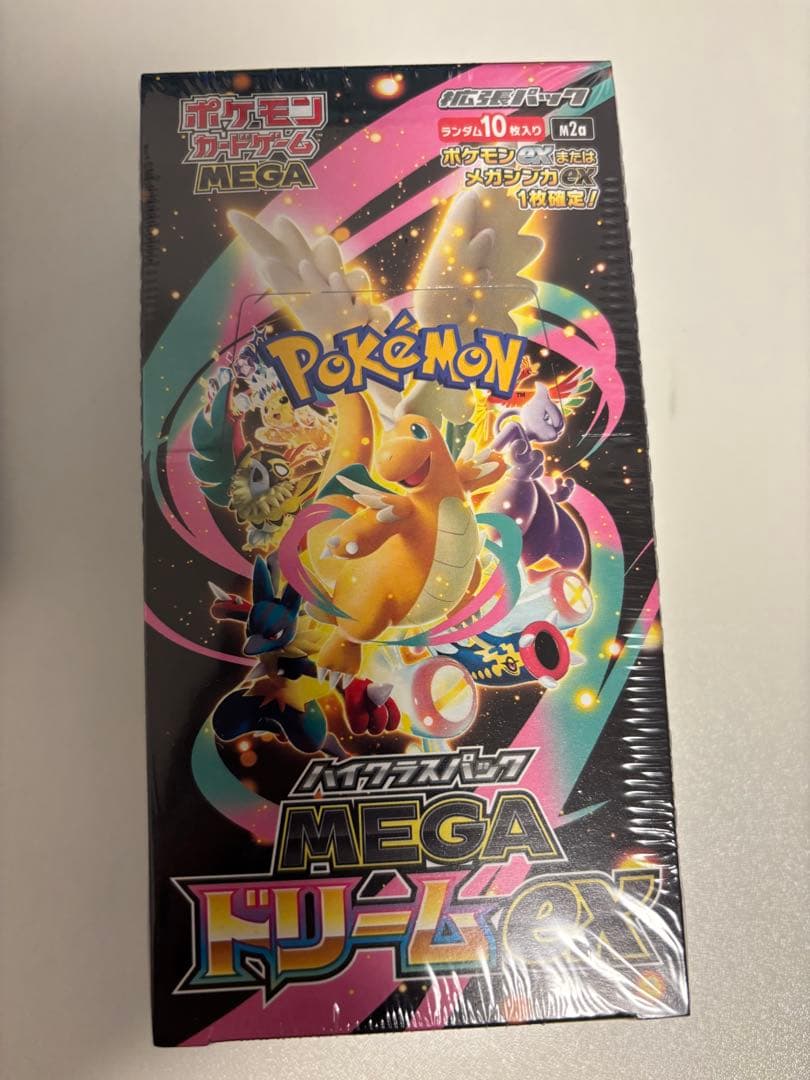 ポケモン
カードゲーム
MEGA
拡張パック
ランダム10枚入り M2a
ポケモンexまたは
メガシンカex
1枚確定!
POKéMON
TM
ハイクラスパック
MEGA
ドリームex